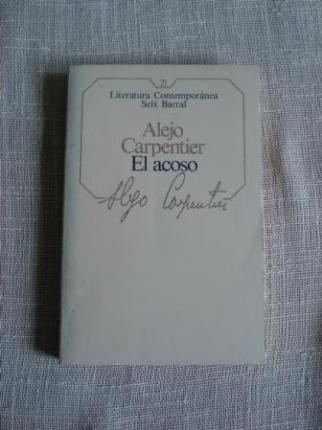 21
Literatura Contemporánea
Seix Barral
Alejo
Carpentier
El acoso
Alejo Carpentier